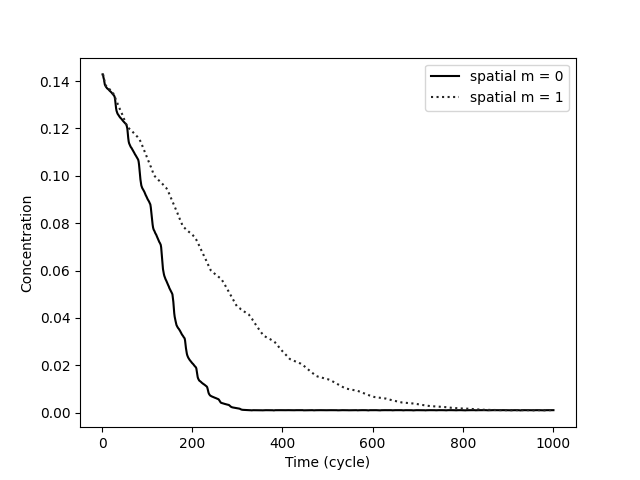 spatial m = 0
spatial m = 1
Concentration
0.14
0.12
0.10
0.08
0.06
0.04
0.02
0.00
0 200 400 600 800 1000
Time (cycle)